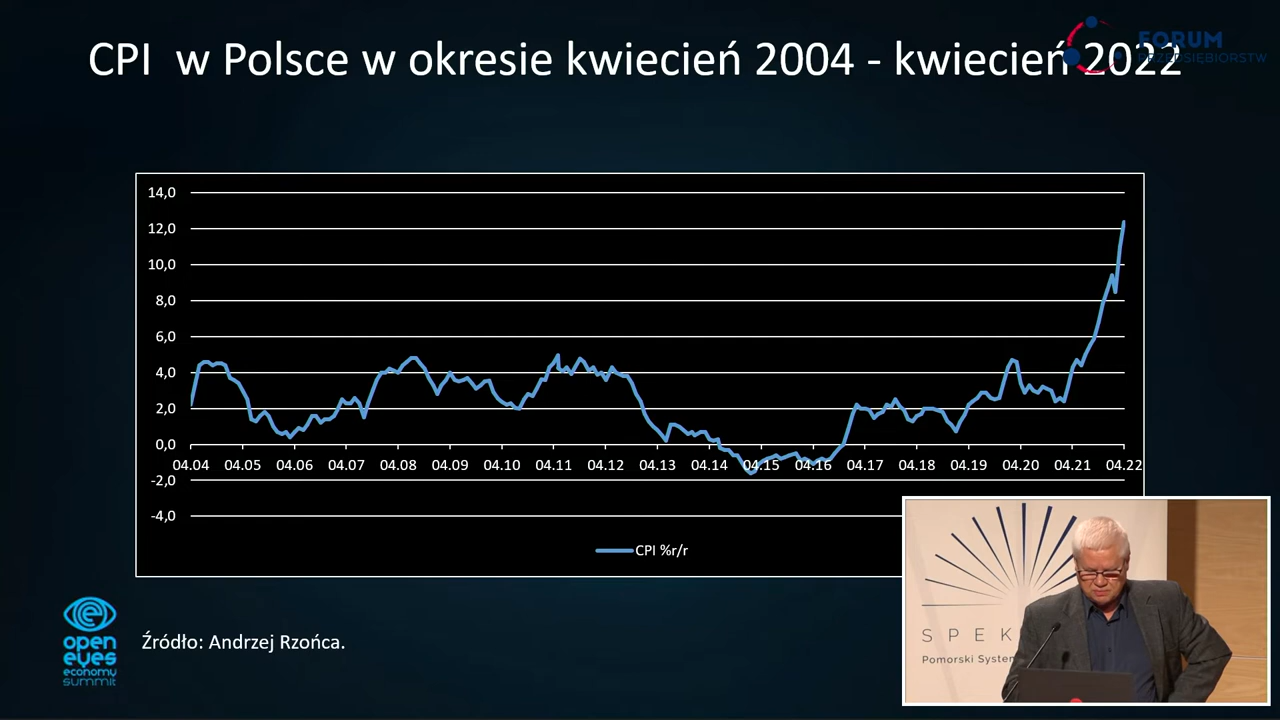 CPI w Polsce w okresie kwiecień 2004 - kwiecień 2022
FORUM
14,0
12,0
10,0
8,0
6,0
4,0
2,0
0,0
04.04 04.05 04.06 04.07 04.08 04.09 04.10 04.11 04.12 04.13 04.14 04.15 04.16 04.17 04.18 04.19 04.20 04.21 04.22
-2,0
-4,0
CPI %r/r
open
eyes
economy
summit
Źródło: Andrzej Rzońca.
SPEK
Pomorski System